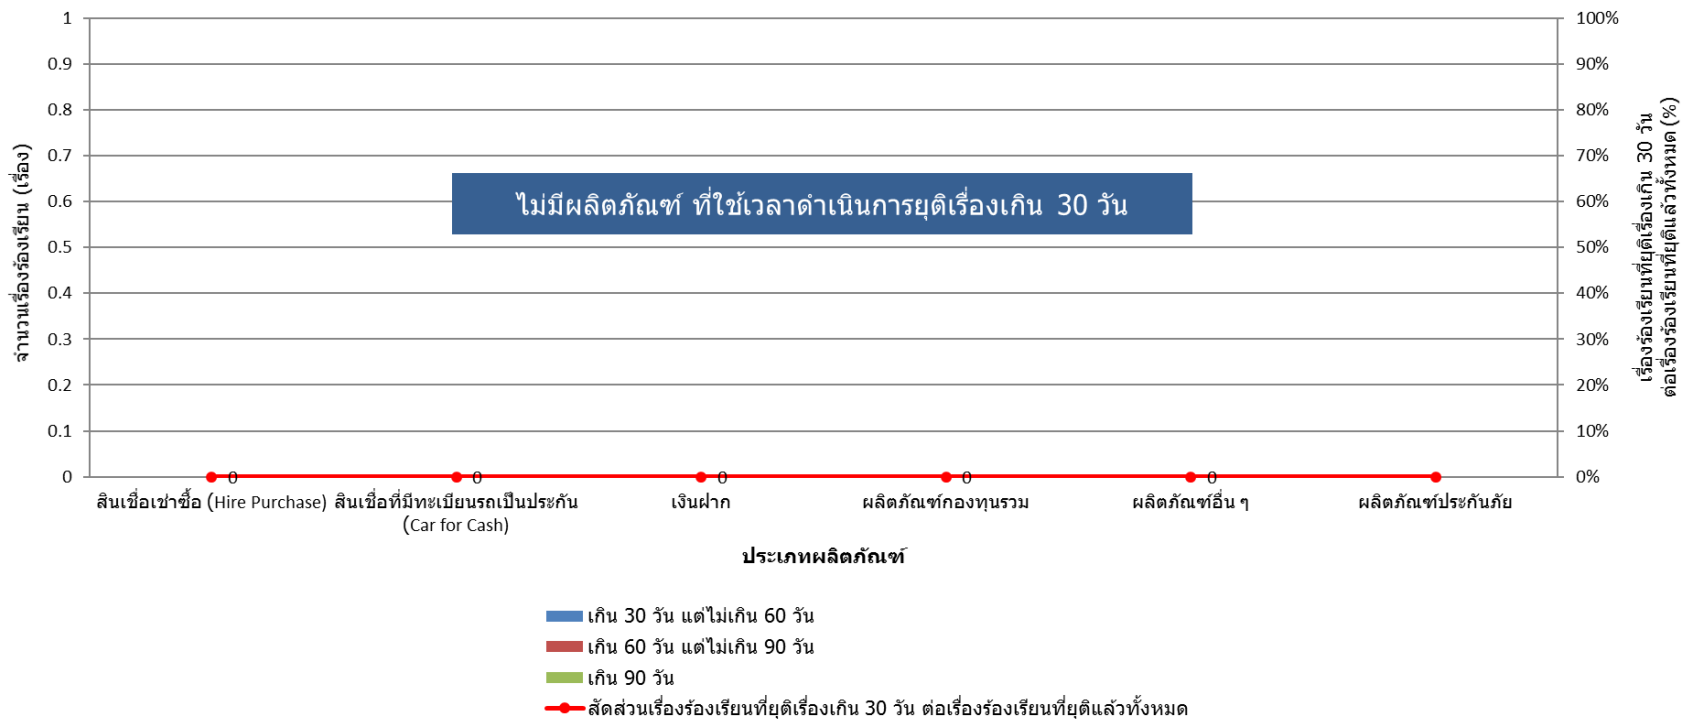 1
0.9
0.8
0.7
0.6
0.5
0.4
0.3
0.2
0.1
0
จำนวนเรื่องร้องเรียน (เรื่อง)
100%
90%
80%
70%
60%
50%
40%
30%
20%
10%
0%
เรื่องร้องเรียนที่ยุติเรื่องเกิน 30 วัน
ต่อเรื่องร้องเรียนที่ยุติแล้วทั้งหมด (%)
ไม่มีผลิตภัณฑ์ ที่ใช้เวลาดำเนินการยุติเรื่องเกิน 30 วัน
0 0 0 0 0
สินเชื่อเช่าซื้อ (Hire Purchase)
สินเชื่อที่มีทะเบียนรถเป็นประกัน
(Car for Cash)
เงินฝาก
ผลิตภัณฑ์กองทุนรวม
ผลิตภัณฑ์อื่น ๆ
ผลิตภัณฑ์ประกันภัย
ประเภทผลิตภัณฑ์
เกิน 30 วัน แต่ไม่เกิน 60 วัน
เกิน 60 วัน แต่ไม่เกิน 90 วัน
เกิน 90 วัน
สัดส่วนเรื่องร้องเรียนที่ยุติเรื่องเกิน 30 วัน ต่อเรื่องร้องเรียนที่ยุติแล้วทั้งหมด